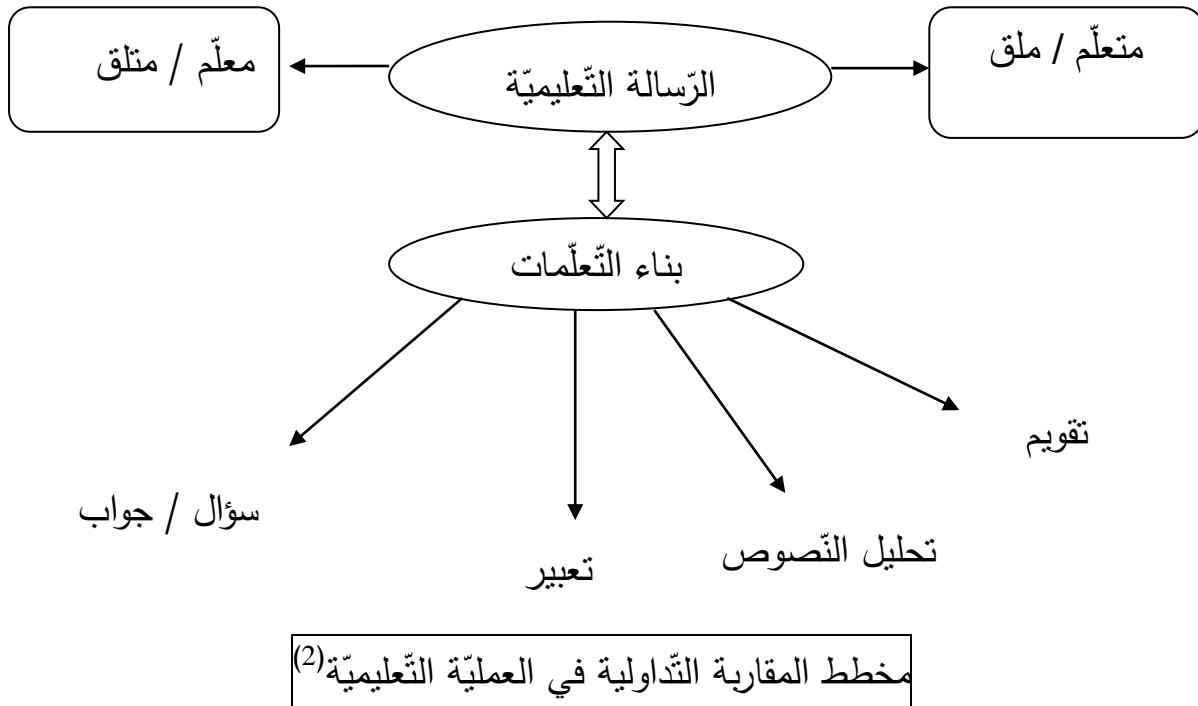 متعلّم / ملق
الرّسالة التّعليميّة
معلّم / متلق
بناء التّعلّمات
تقويم
تحليل النّصوص
تعبير
سؤال / جواب
مخطط المقاربة التّداولية في العمليّة التّعليميّة(2)